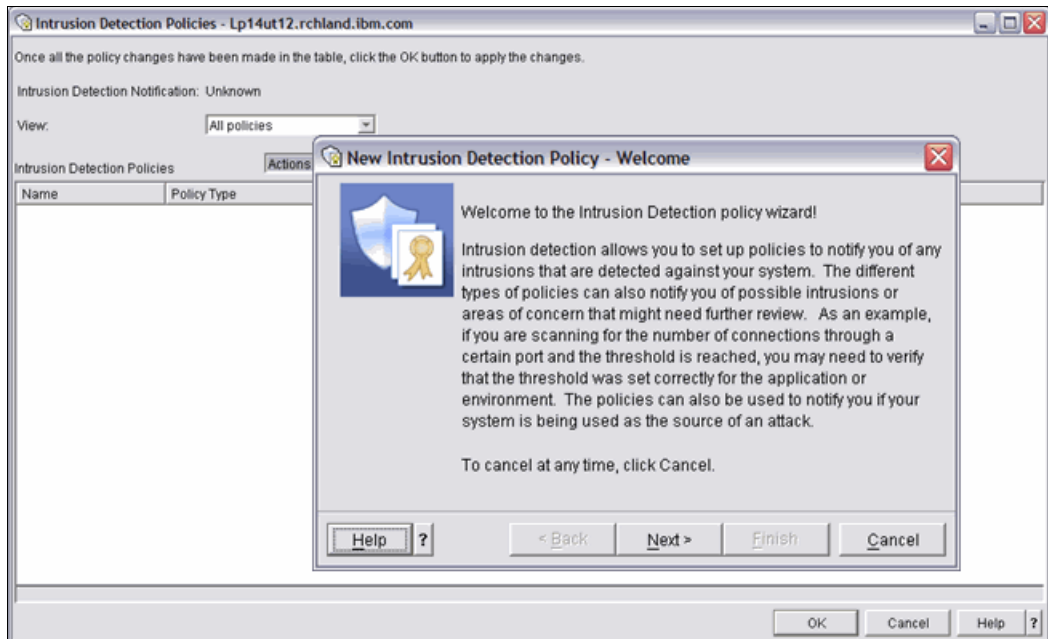 Intrusion Detection Policies - Lp14ut12.rchland.ibm.com
Once all the policy changes have been made in the table, click the OK button to apply the changes.
Intrusion Detection Notification: Unknown
View: All policies
Intrusion Detection Policies Actions
Name Policy Type
New Intrusion Detection Policy - Welcome
Welcome to the Intrusion Detection policy wizard!
Intrusion detection allows you to set up policies to notify you of any
intrusions that are detected against your system. The different
types of policies can also notify you of possible intrusions or
areas of concern that might need further review. As an example,
if you are scanning for the number of connections through a
certain port and the threshold is reached, you may need to verify
that the threshold was set correctly for the application or
environment. The policies can also be used to notify you if your
system is being used as the source of an attack.
To cancel at any time, click Cancel.
Help ? < Back Next > Finish Cancel
OK Cancel Help ?